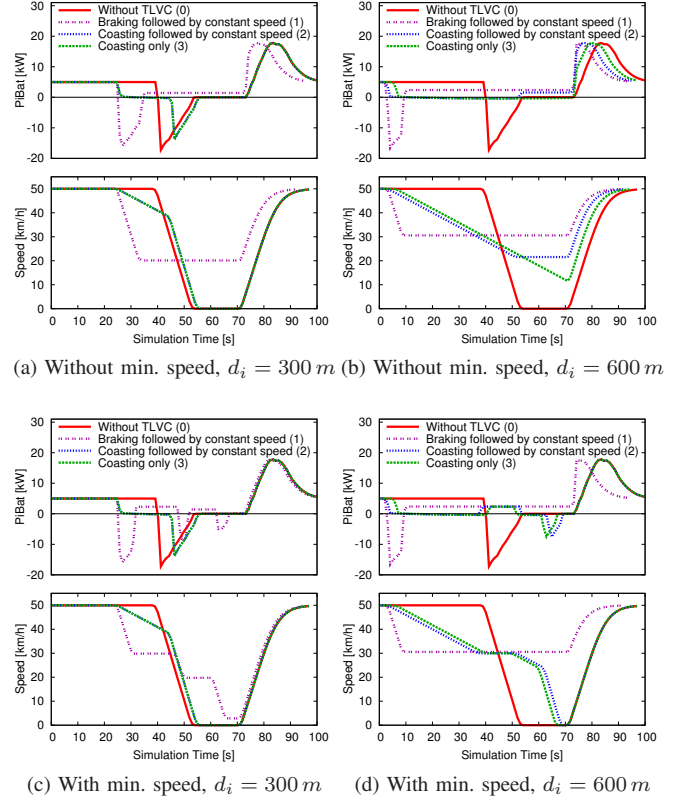 30
20
10
0
-10
-20
PiBat [kW]
Without TLVC (0)
Braking followed by constant speed (1)
Coasting followed by constant speed (2)
Coasting only (3)
50
40
30
20
10
0
Speed [km/h]
0 10 20 30 40 50 60 70 80 90 100
Simulation Time [s]
(a) Without min. speed, d_i = 300 m
30
20
10
0
-10
-20
PiBat [kW]
Without TLVC (0)
Braking followed by constant speed (1)
Coasting followed by constant speed (2)
Coasting only (3)
50
40
30
20
10
0
Speed [km/h]
0 10 20 30 40 50 60 70 80 90 100
Simulation Time [s]
(b) Without min. speed, d_i = 600 m
30
20
10
0
-10
-20
PiBat [kW]
Without TLVC (0)
Braking followed by constant speed (1)
Coasting followed by constant speed (2)
Coasting only (3)
50
40
30
20
10
0
Speed [km/h]
0 10 20 30 40 50 60 70 80 90 100
Simulation Time [s]
(c) With min. speed, d_i = 300 m
30
20
10
0
-10
-20
PiBat [kW]
Without TLVC (0)
Braking followed by constant speed (1)
Coasting followed by constant speed (2)
Coasting only (3)
50
40
30
20
10
0
Speed [km/h]
0 10 20 30 40 50 60 70 80 90 100
Simulation Time [s]
(d) With min. speed, d_i = 600 m